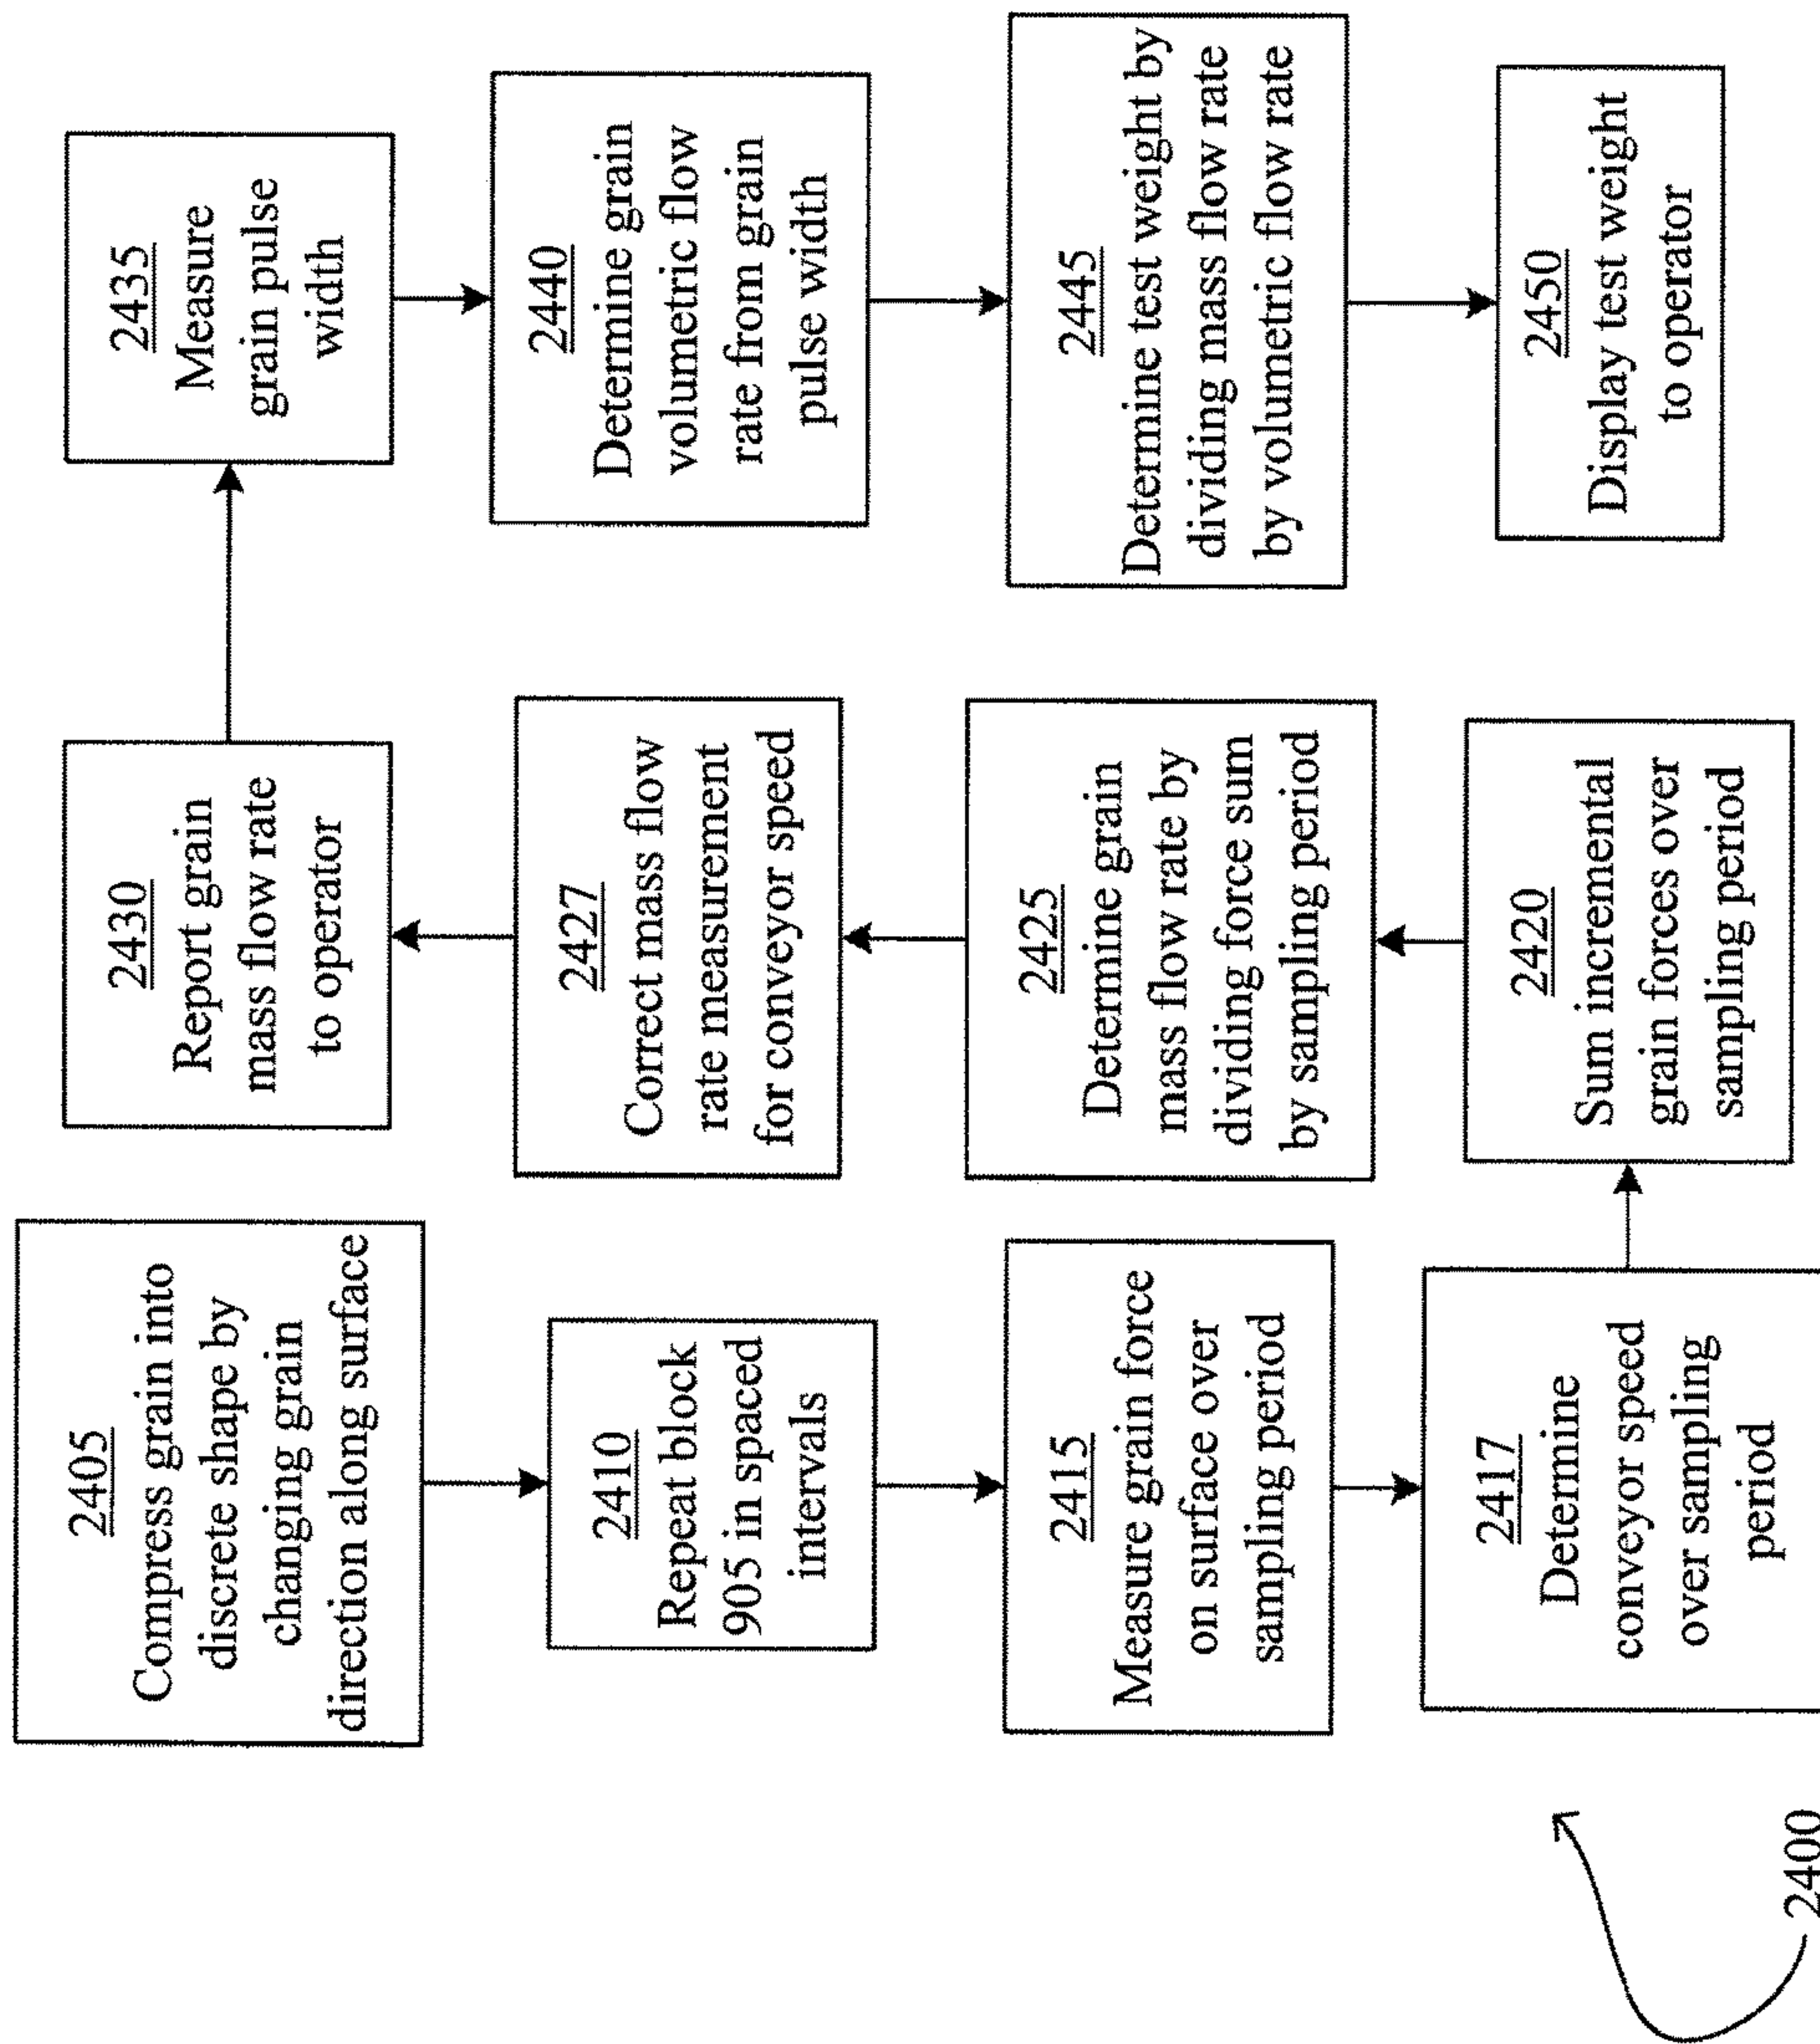 2405
Compress grain into
discrete shape by
changing grain
direction along surface
2410
Repeat block
905 in spaced
intervals
2415
Measure grain force
on surface over
sampling period
2417
Determine
conveyor speed
over sampling
period
2420
Sum incremental
grain forces over
sampling period
2425
Determine grain
mass flow rate by
dividing force sum
by sampling period
2427
Correct mass flow
rate measurement
for conveyor speed
2430
Report grain
mass flow rate
to operator
2435
Measure
grain pulse
width
2440
Determine grain
volumetric flow
rate from grain
pulse width
2445
Determine test weight by
dividing mass flow rate
by volumetric flow rate
2450
Display test weight
to operator
2400